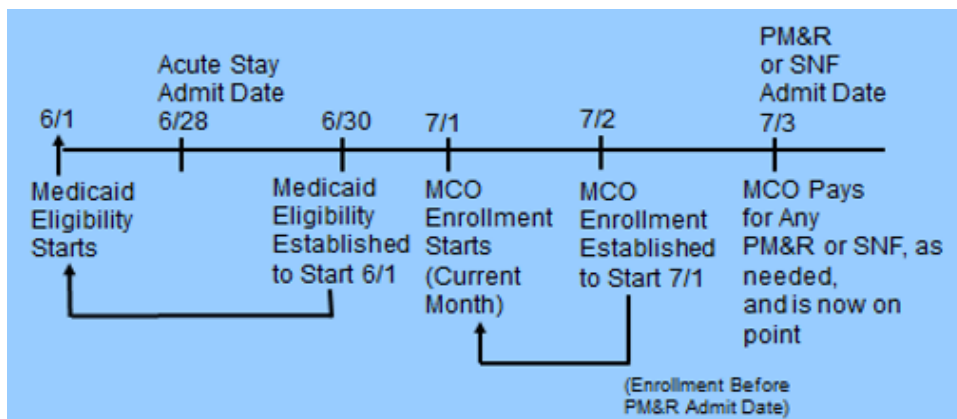 PM&R
or SNF
Admit Date
7/3
Acute Stay
Admit Date
6/28
6/1
6/30
7/1
7/2
Medicaid
Eligibility
Starts
Medicaid
Eligibility
Established
to Start 6/1
MCO
Enrollment
Starts
(Current
Month)
MCO
Enrollment
Established
to Start 7/1
MCO Pays
for Any
PM&R or SNF, as
needed,
and is now on
point
(Enrollment Before
PM&R Admit Date)